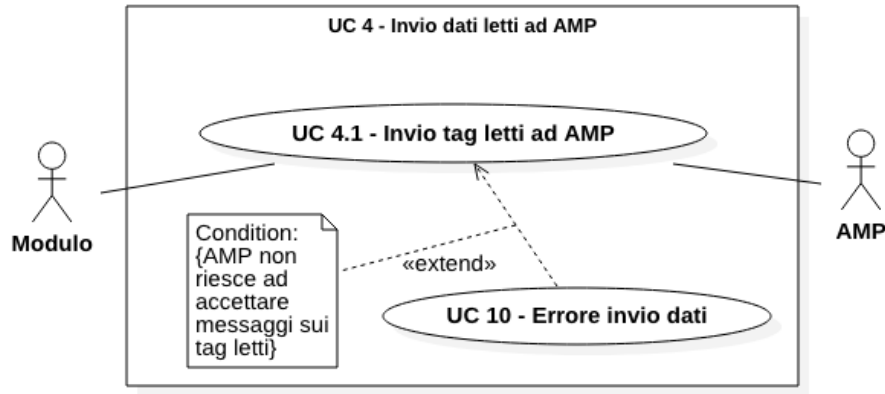 UC 4 - Invio dati letti ad AMP
UC 4.1 - Invio tag letti ad AMP
Modulo
AMP
Condition:
{AMP non
riesce ad
accettare
messaggi sui
tag letti}
«extend»
UC 10 - Errore invio dati